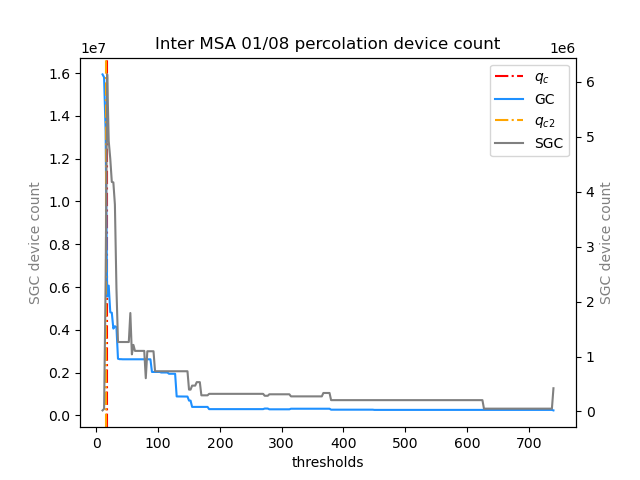 Inter MSA 01/08 percolation device count
1e7
1e6
1.6
1.4
1.2
1.0
0.8
0.6
0.4
0.2
0.0
SGC device count
6
5
4
3
2
1
0
SGC device count
q_c
GC
q_{c2}
SGC
0 100 200 300 400 500 600 700
thresholds